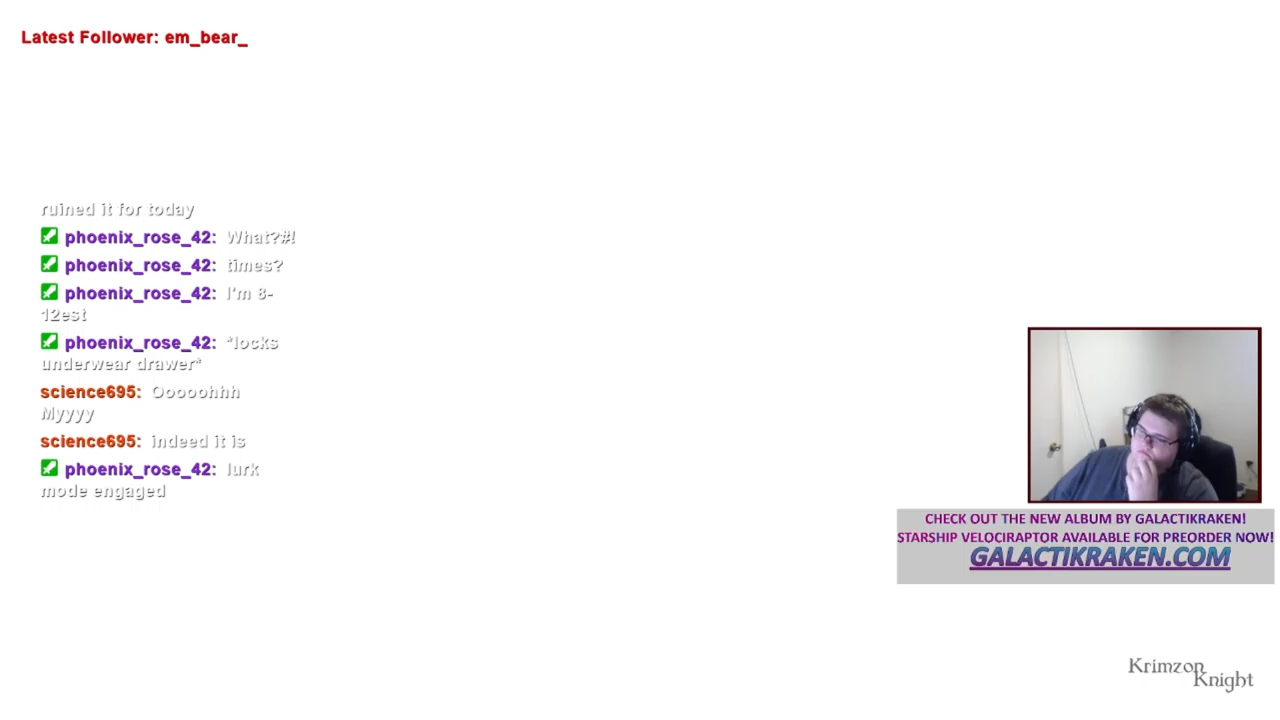 Latest Follower: em_bear_
ruined it for today
phoenix_rose_42: What?#!
phoenix_rose_42: times?
phoenix_rose_42: I'm 8-
12est
phoenix_rose_42: *locks
underwear drawer*
science695: Ooooohhh
Myyyy
science695: indeed it is
phoenix_rose_42: lurk
mode engaged
CHECK OUT THE NEW ALBUM BY GALACTIKRAKEN!
STARSHIP VELOCIRAPTOR AVAILABLE FOR PREORDER NOW!
GALACTIKRAKEN.COM
Krimzon
Knight